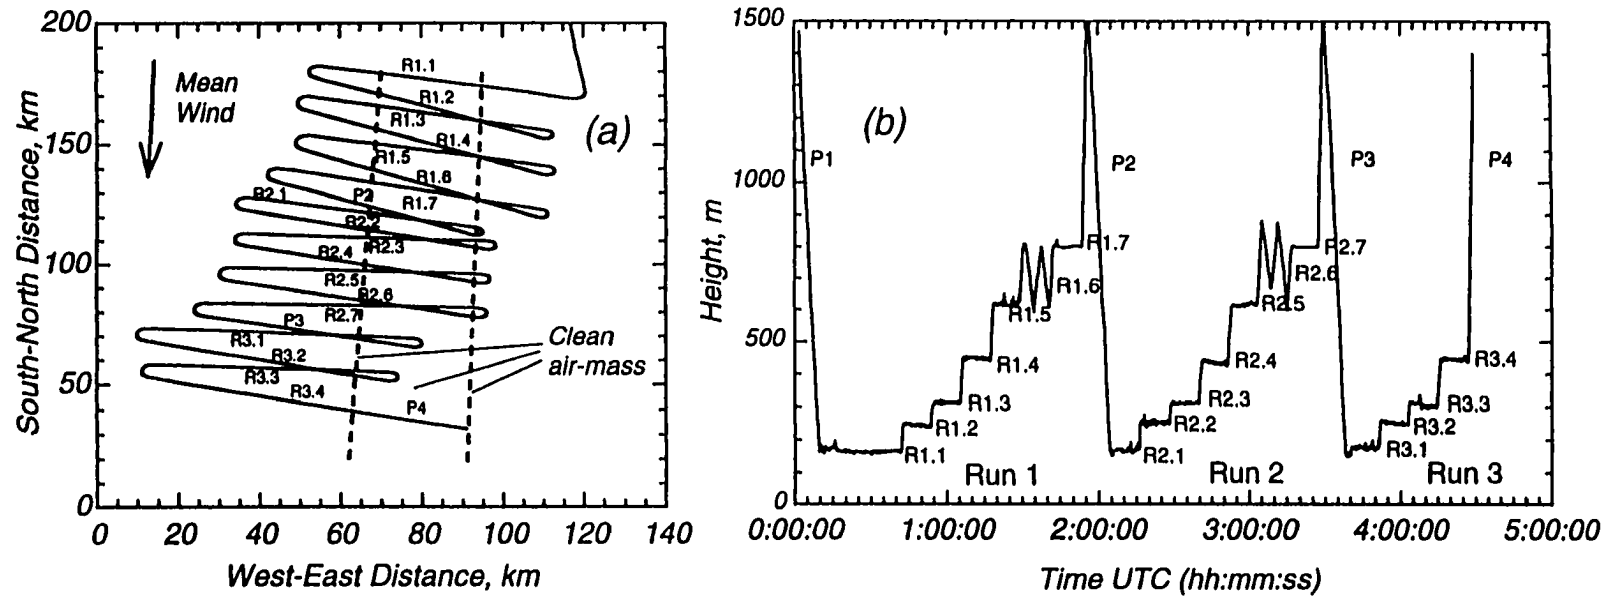 200
150
100
50
0
0 20 40 60 80 100 120 140
South-North Distance, km
West-East Distance, km
Mean
Wind
(a)
R1.1
R1.2
R1.3
R1.4
R1.5
R1.6
R1.7
P2
R2.1
R2.2
R2.3
R2.4
R2.5
R2.6
R2.7
P3
R3.1
R3.2
R3.3
R3.4
P4
Clean
air-mass
1500
1000
500
0
0:00:00 1:00:00 2:00:00 3:00:00 4:00:00 5:00:00
Height, m
Time UTC (hh:mm:ss)
(b)
P1
P2
P3
P4
R1.7
R1.6
R1.5
R1.4
R1.3
R1.2
R1.1
Run 1
R2.7
R2.6
R2.5
R2.4
R2.3
R2.2
R2.1
Run 2
R3.4
R3.3
R3.2
R3.1
Run 3